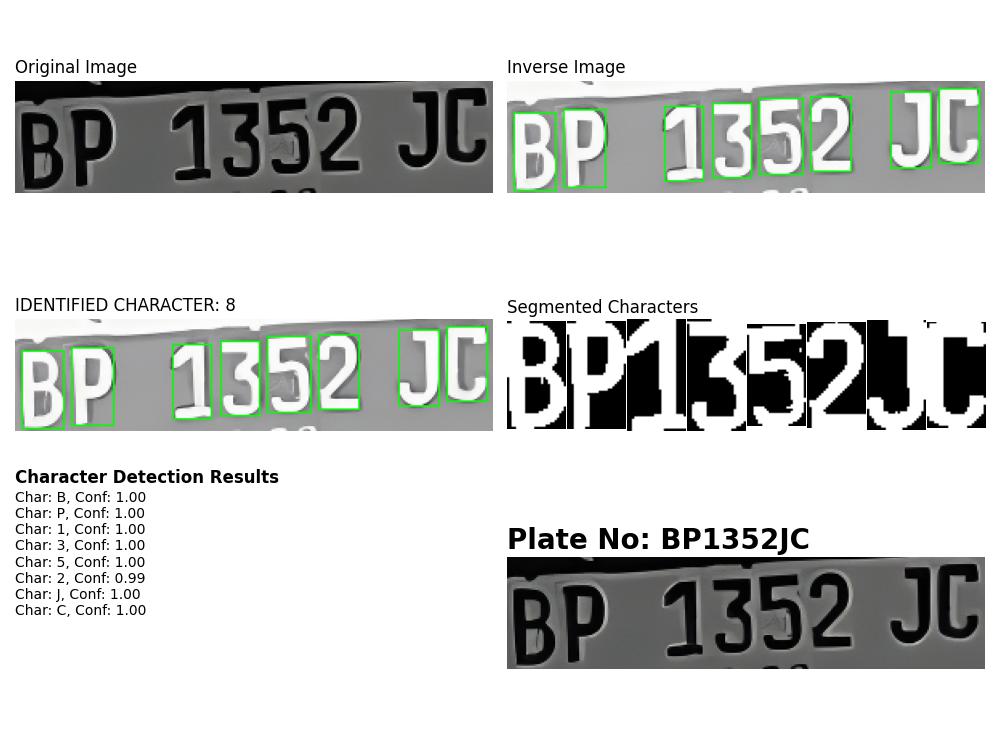 Original Image
BP 1352 JC
Inverse Image
BP 1352 JC
IDENTIFIED CHARACTER: 8
BP 1352 JC
Segmented Characters
BP1352JC
Character Detection Results
Char: B, Conf: 1.00
Char: P, Conf: 1.00
Char: 1, Conf: 1.00
Char: 3, Conf: 1.00
Char: 5, Conf: 1.00
Char: 2, Conf: 0.99
Char: J, Conf: 1.00
Char: C, Conf: 1.00
Plate No: BP1352JC
BP 1352 JC